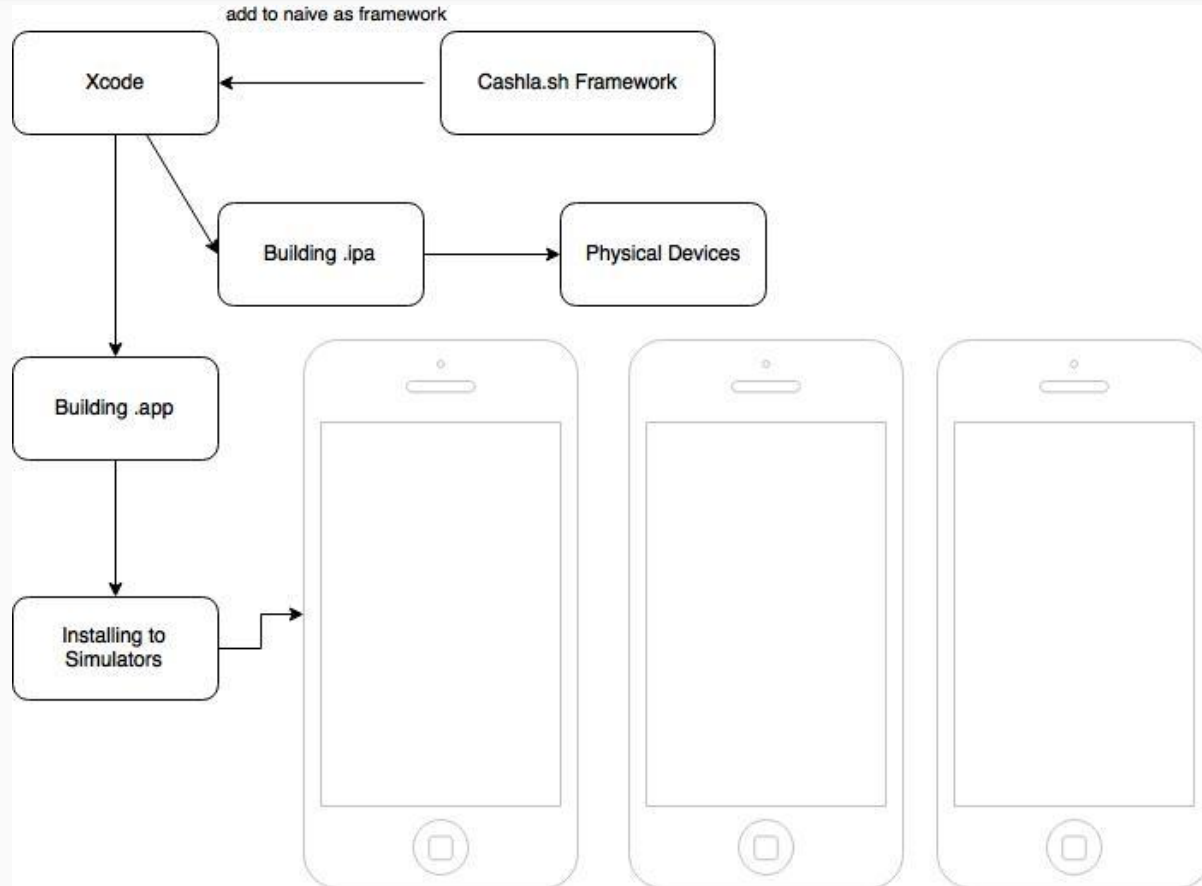 add to naive as framework
Xcode
Cashla.sh Framework
Building .ipa
Physical Devices
Building .app
Installing to
Simulators